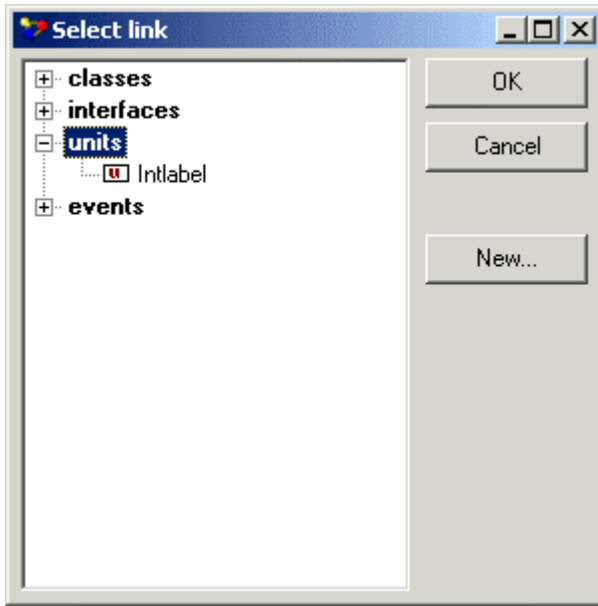 Select link
classes
interfaces
units
Intlabel
events
OK
Cancel
New...